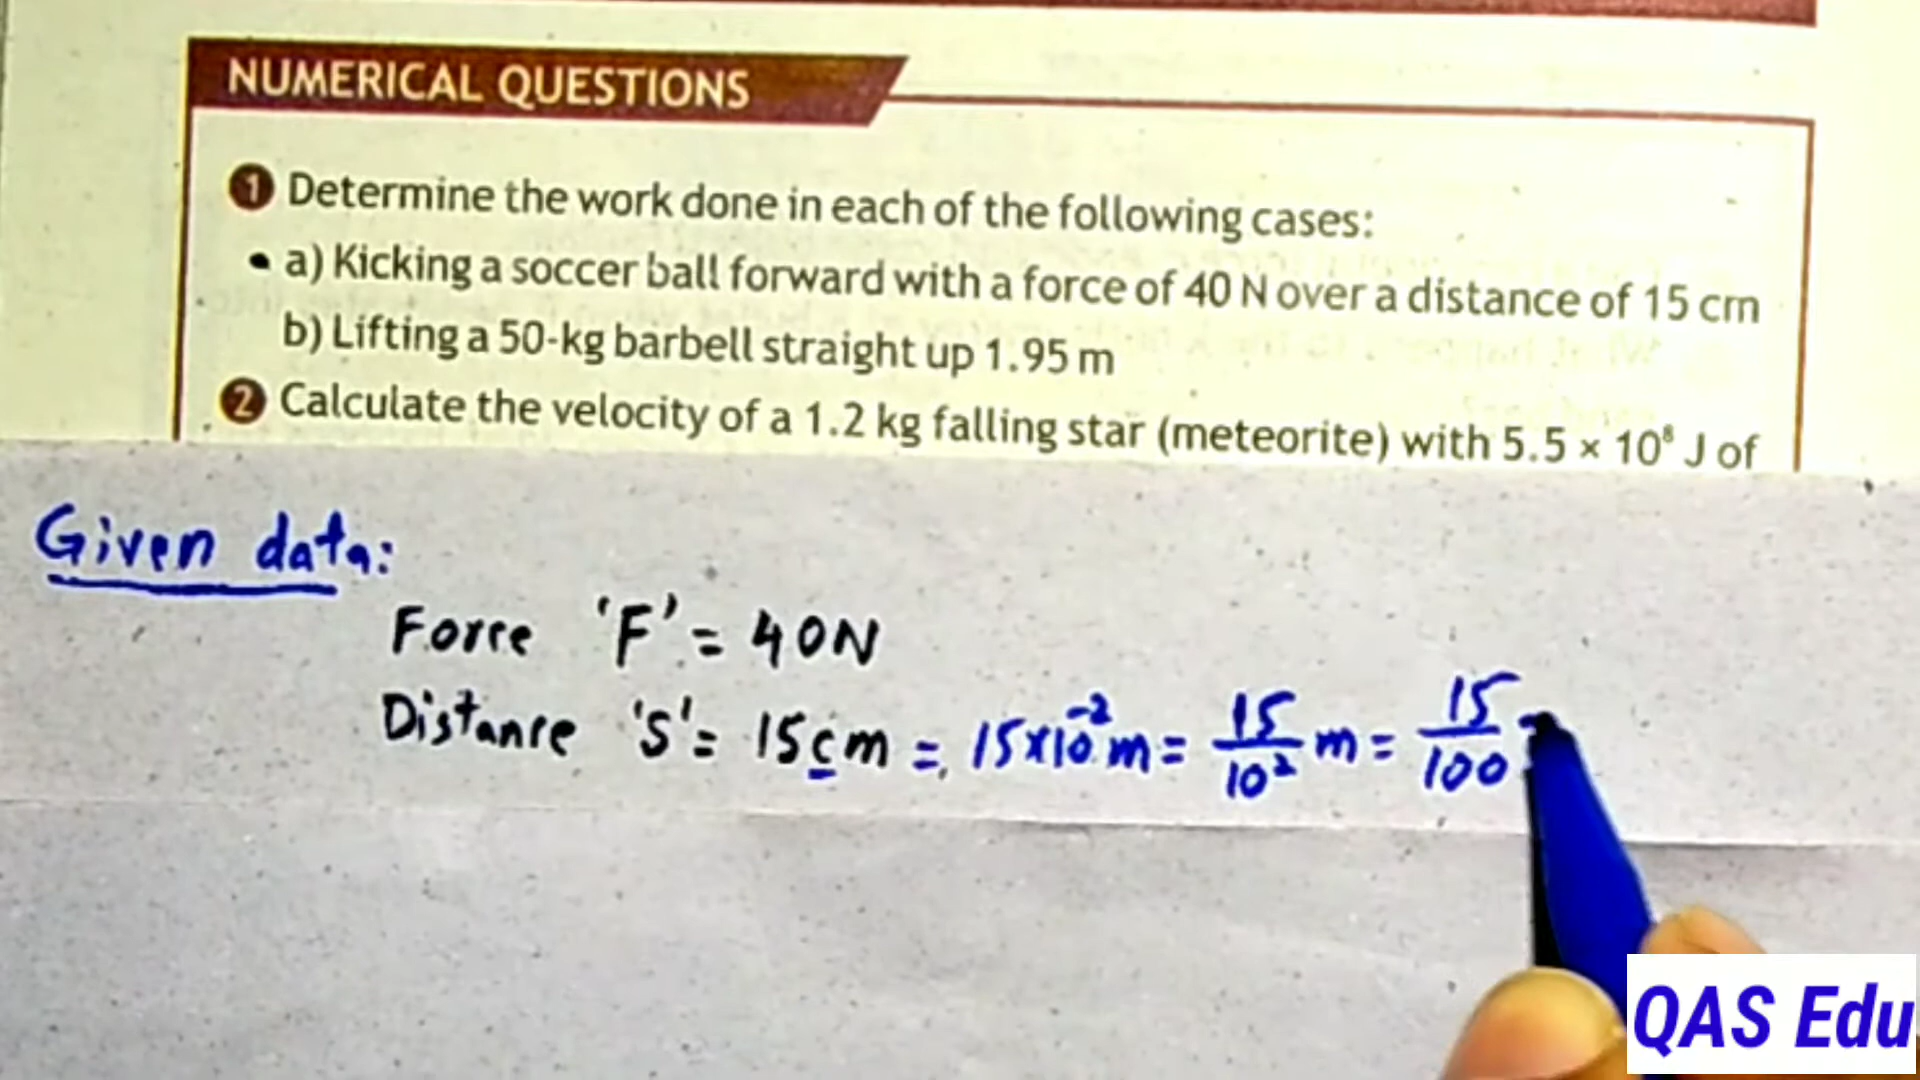 NUMERICAL QUESTIONS
1 Determine the work done in each of the following cases:
a) Kicking a soccer ball forward with a force of 40 N over a distance of 15 cm
b) Lifting a 50-kg barbell straight up 1.95 m
2 Calculate the velocity of a 1.2 kg falling star (meteorite) with 5.5 × 10⁸ J of
Given data:
Force 'F' = 40N
Distance 'S' = 15cm = 15×10⁻² m = 15/10² m = 15/100
QAS Edu